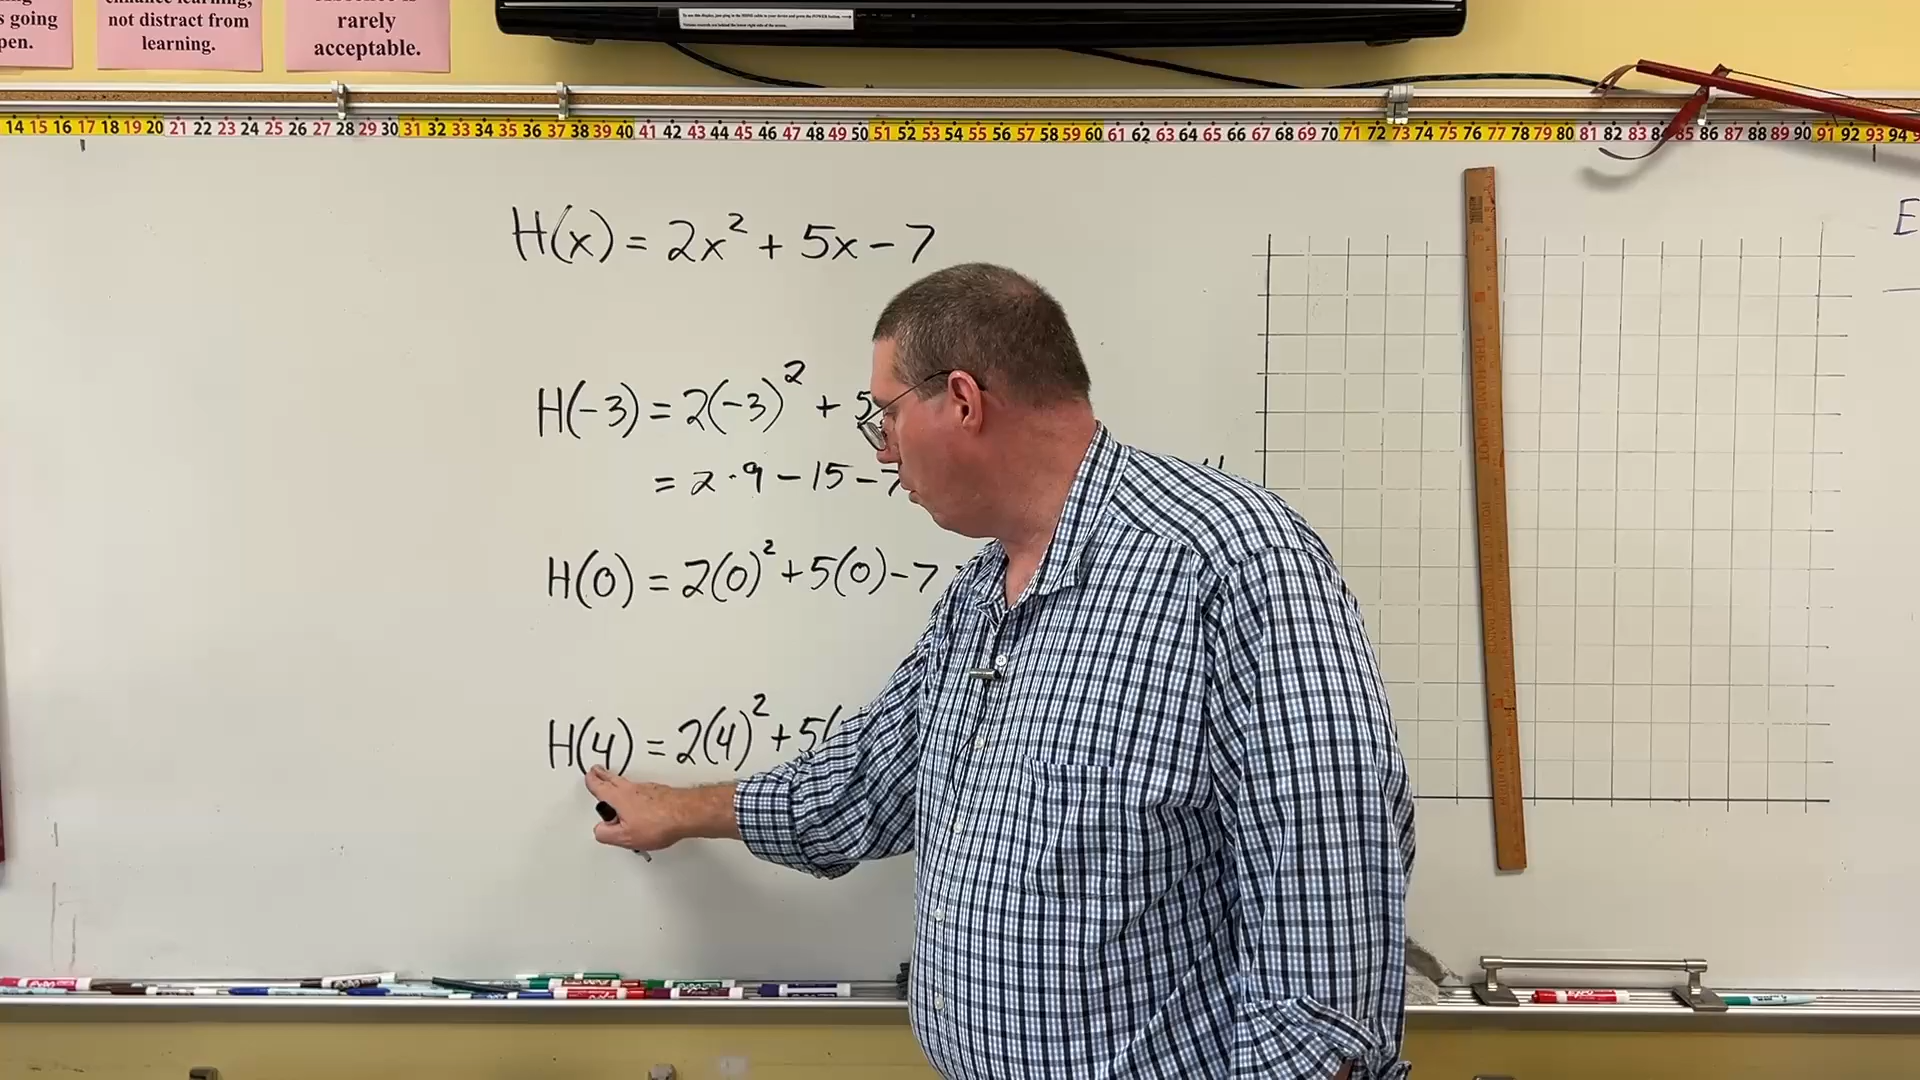 s going
pen.
not distract from
learning.
rarely
acceptable.
14 15 16 17 18 19 20 21 22 23 24 25 26 27 28 29 30 31 32 33 34 35 36 37 38 39 40 41 42 43 44 45 46 47 48 49 50 51 52 53 54 55 56 57 58 59 60 61 62 63 64 65 66 67 68 69 70 71 72 73 74 75 76 77 78 79 80 81 82 83 84 85 86 87 88 89 90 91 92 93 94
E
H(x) = 2x² + 5x - 7
H(-3) = 2(-3)² + 5
= 2 · 9 - 15 - 7
H(0) = 2(0)² + 5(0) - 7
H(4) = 2(4)² + 5(
THE HOME DEPOT
EXPO